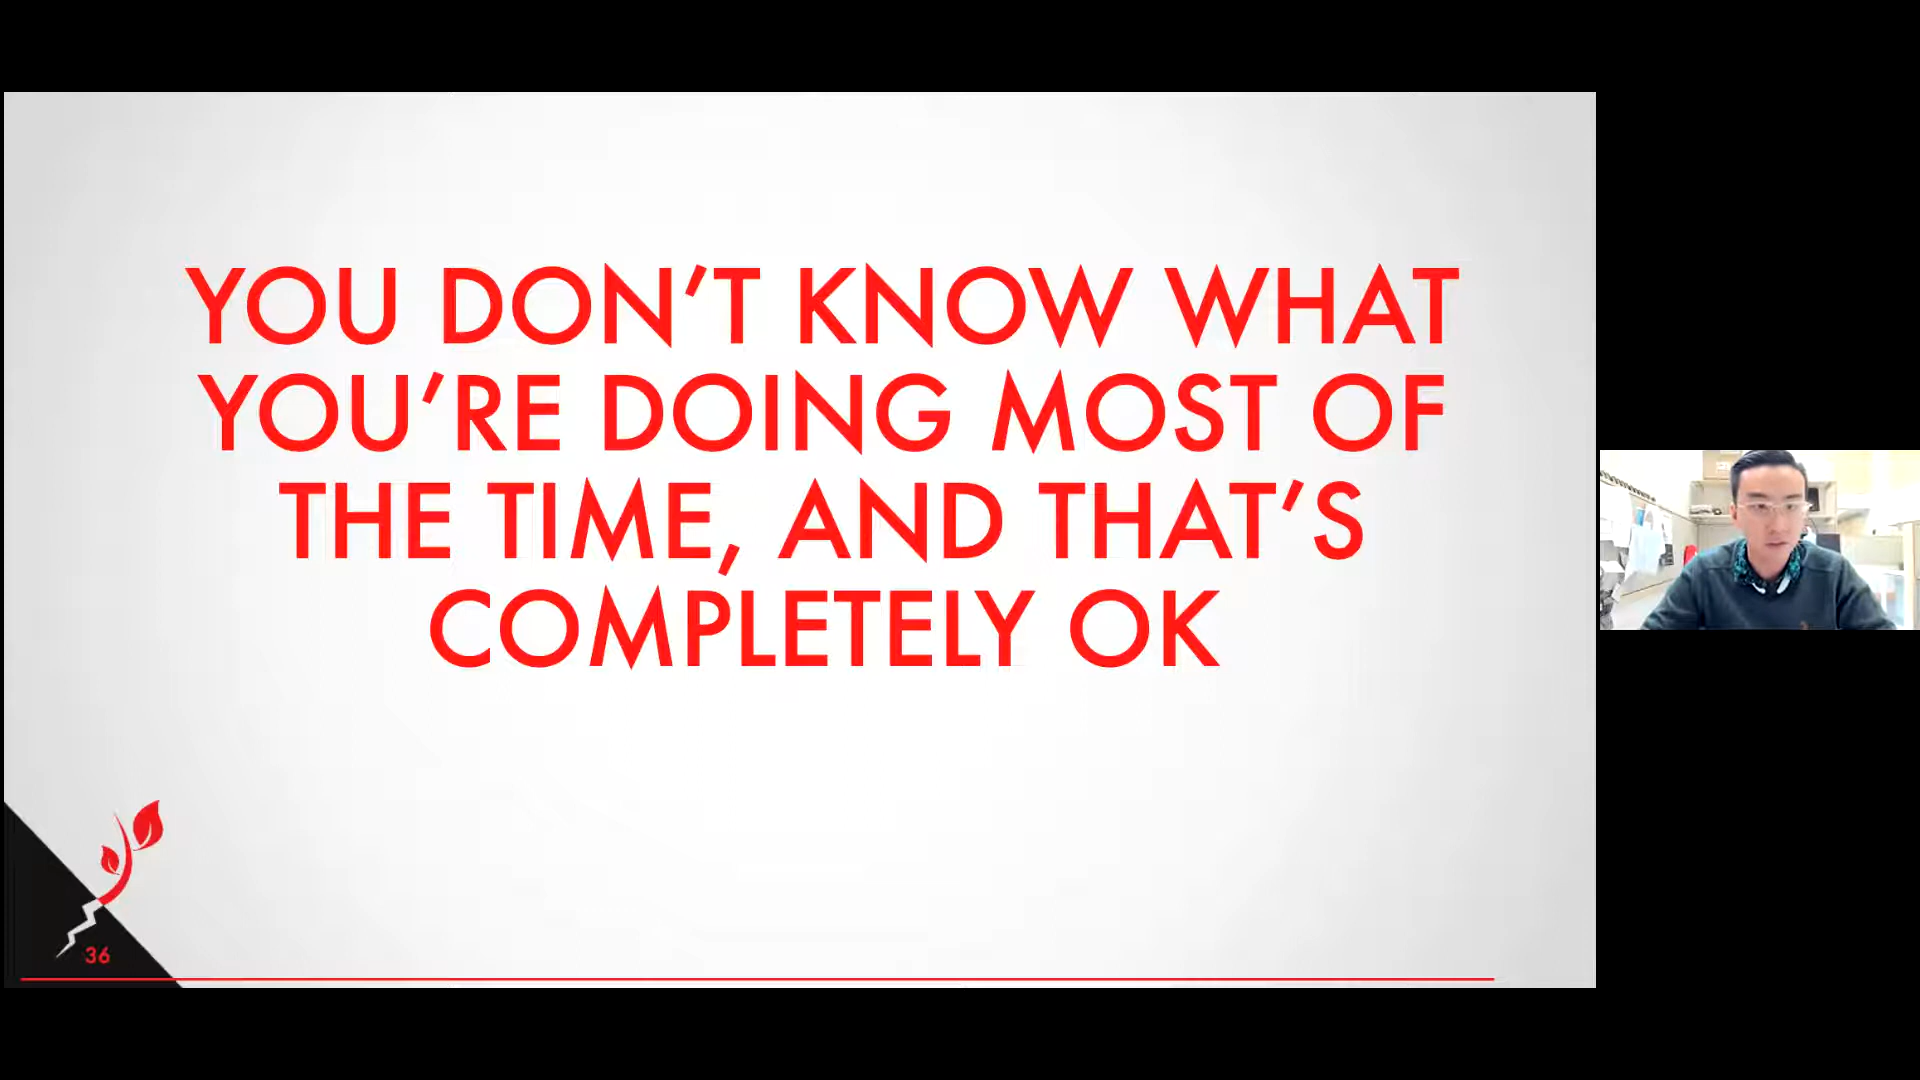 YOU DON’T KNOW WHAT
YOU’RE DOING MOST OF
THE TIME, AND THAT’S
COMPLETELY OK
36